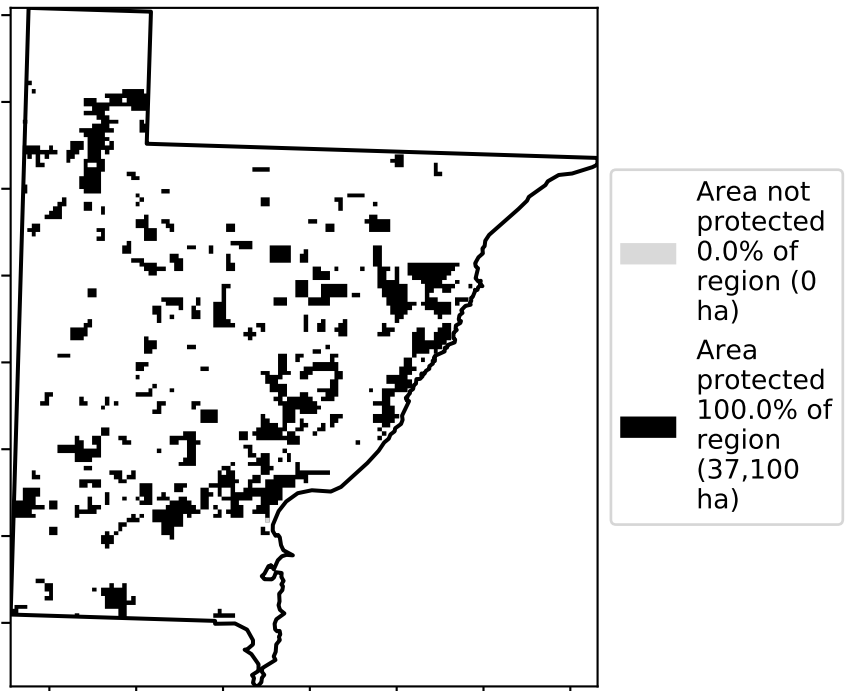 Area not
protected
0.0% of
region (0
ha)
Area
protected
100.0% of
region
(37,100
ha)